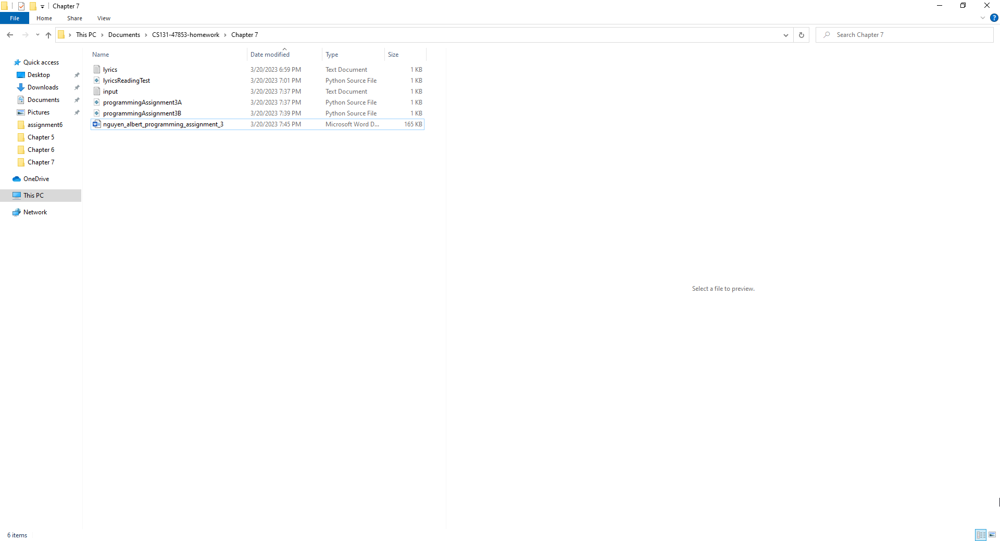 Chapter 7
File Home Share View
?
This PC Documents CS131-47853-homework Chapter 7 Search Chapter 7
Name Date modified Type Size
Quick access
Desktop
Downloads
Documents
Pictures
assignment6
Chapter 5
Chapter 6
Chapter 7
OneDrive
This PC
Network
lyrics 3/20/2023 6:59 PM Text Document 1 KB
lyricsReadingTest 3/20/2023 7:01 PM Python Source File 1 KB
input 3/20/2023 7:37 PM Text Document 1 KB
programmingAssignment3A 3/20/2023 7:37 PM Python Source File 1 KB
programmingAssignment3B 3/20/2023 7:39 PM Python Source File 1 KB
nguyen_albert_programming_assignment_3 3/20/2023 7:45 PM Microsoft Word D... 165 KB
Select a file to preview.
6 items